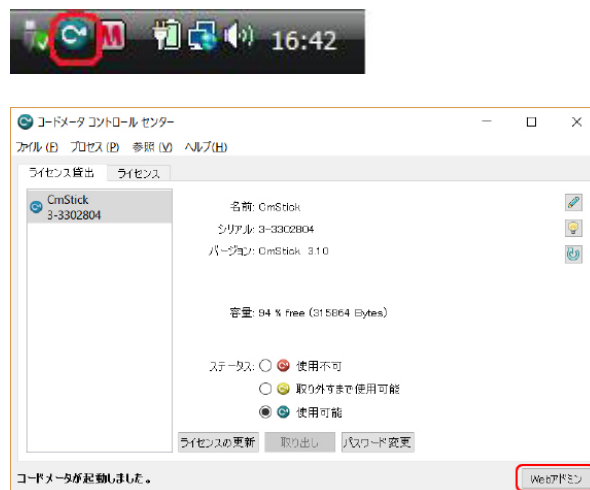 16:42
コードメータ コントロール センター
ファイル (F) プロセス (P) 参照 (V) ヘルプ(H)
ライセンス貸出 ライセンス
CmStick
3-3302804
名前: CmStick
シリアル: 3-3302804
バージョン: CmStick 3.10
容量: 94 % free (315864 Bytes)
ステータス: 使用不可
取り外すまで使用可能
使用可能
ライセンスの更新 取り出し パスワード変更
コードメータが起動しました。 Webアドミン